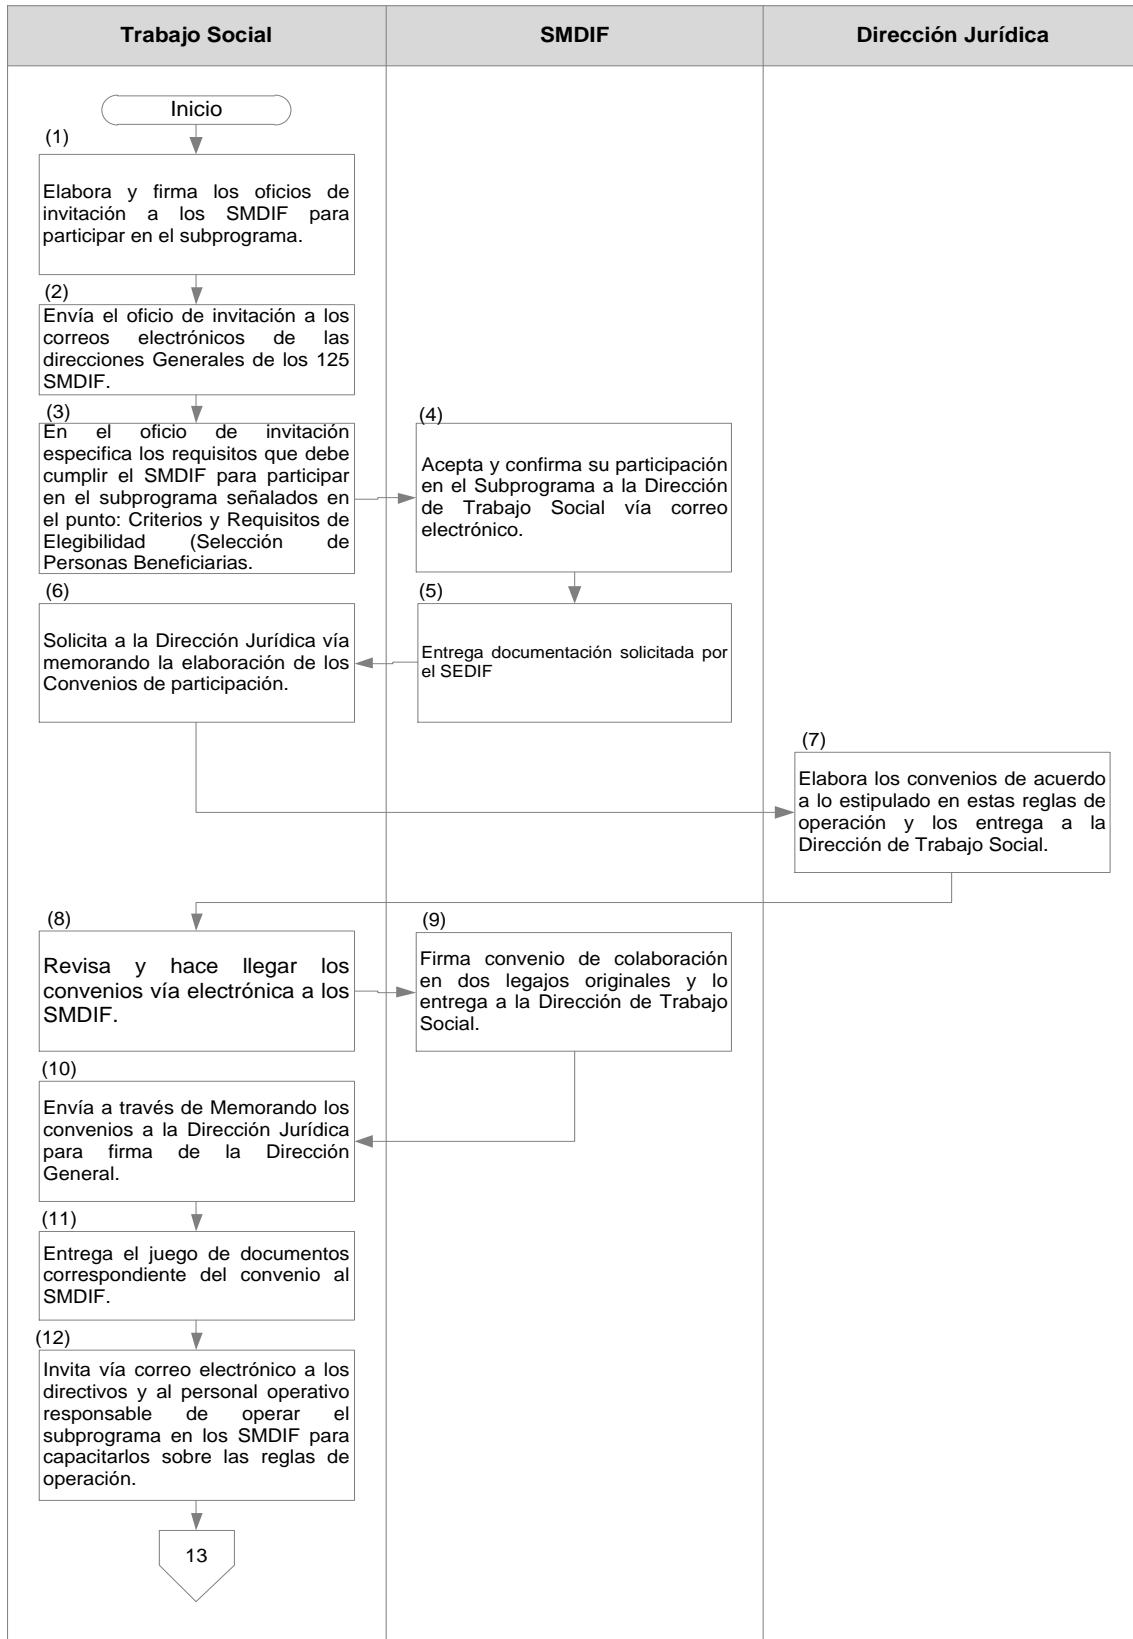 Trabajo Social
SMDIF
Dirección Jurídica
Inicio
(1)
Elabora y firma los oficios de
invitación a los SMDIF para
participar en el subprograma.
(2)
Envía el oficio de invitación a los
correos electrónicos de las
direcciones Generales de los 125
SMDIF.
(3)
En el oficio de invitación
especifica los requisitos que debe
cumplir el SMDIF para participar
en el subprograma señalados en
el punto: Criterios y Requisitos de
Elegibilidad (Selección de
Personas Beneficiarias.
(4)
Acepta y confirma su participación
en el Subprograma a la Dirección
de Trabajo Social vía correo
electrónico.
(5)
Entrega documentación solicitada por
el SEDIF
(6)
Solicita a la Dirección Jurídica vía
memorando la elaboración de los
Convenios de participación.
(7)
Elabora los convenios de acuerdo
a lo estipulado en estas reglas de
operación y los entrega a la
Dirección de Trabajo Social.
(8)
Revisa y hace llegar los
convenios vía electrónica a los
SMDIF.
(9)
Firma convenio de colaboración
en dos legajos originales y lo
entrega a la Dirección de Trabajo
Social.
(10)
Envía a través de Memorando los
convenios a la Dirección Jurídica
para firma de la Dirección
General.
(11)
Entrega el juego de documentos
correspondiente del convenio al
SMDIF.
(12)
Invita vía correo electrónico a los
directivos y al personal operativo
responsable de operar el
subprograma en los SMDIF para
capacitarlos sobre las reglas de
operación.
13